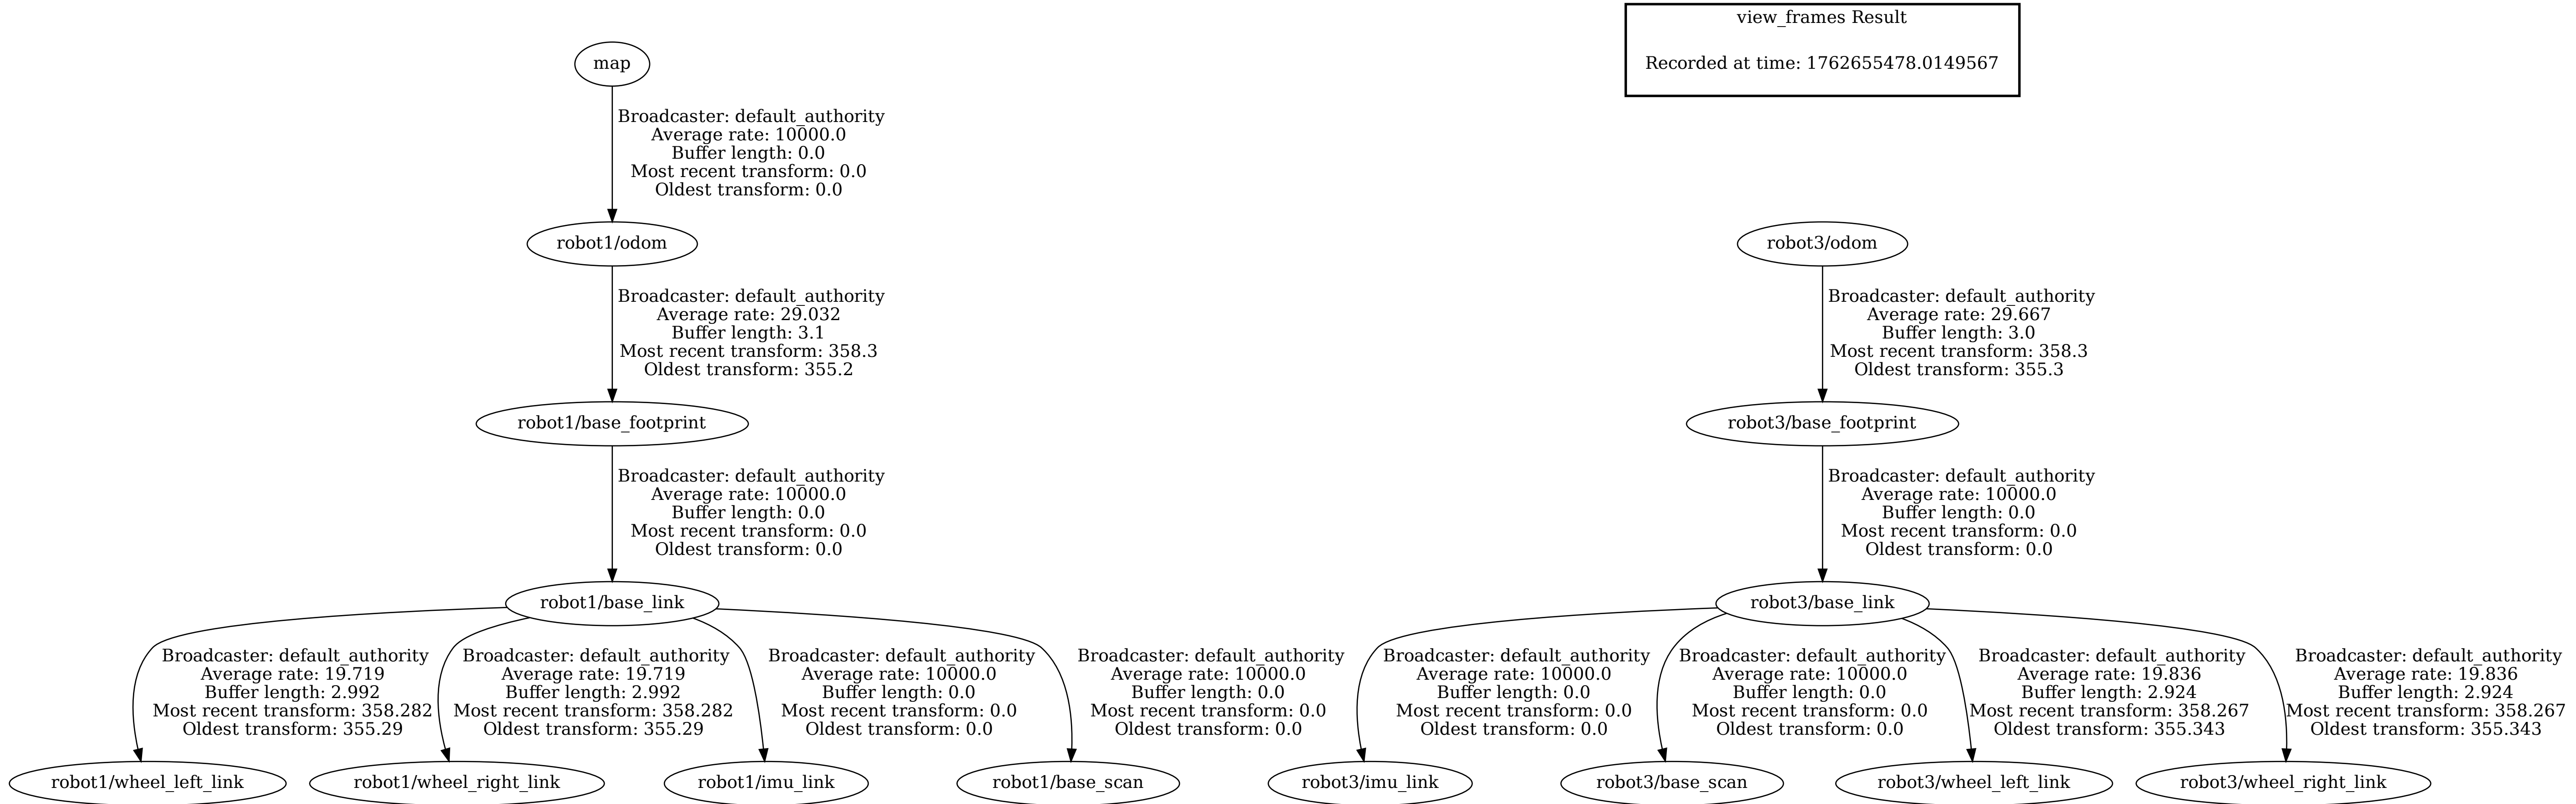 view_frames Result
Recorded at time: 1762655478.0149567
map
Broadcaster: default_authority
Average rate: 10000.0
Buffer length: 0.0
Most recent transform: 0.0
Oldest transform: 0.0
robot1/odom
robot3/odom
Broadcaster: default_authority
Average rate: 29.032
Buffer length: 3.1
Most recent transform: 358.3
Oldest transform: 355.2
Broadcaster: default_authority
Average rate: 29.667
Buffer length: 3.0
Most recent transform: 358.3
Oldest transform: 355.3
robot1/base_footprint
robot3/base_footprint
Broadcaster: default_authority
Average rate: 10000.0
Buffer length: 0.0
Most recent transform: 0.0
Oldest transform: 0.0
Broadcaster: default_authority
Average rate: 10000.0
Buffer length: 0.0
Most recent transform: 0.0
Oldest transform: 0.0
robot1/base_link
robot3/base_link
Broadcaster: default_authority
Average rate: 19.719
Buffer length: 2.992
Most recent transform: 358.282
Oldest transform: 355.29
Broadcaster: default_authority
Average rate: 19.719
Buffer length: 2.992
Most recent transform: 358.282
Oldest transform: 355.29
Broadcaster: default_authority
Average rate: 10000.0
Buffer length: 0.0
Most recent transform: 0.0
Oldest transform: 0.0
Broadcaster: default_authority
Average rate: 10000.0
Buffer length: 0.0
Most recent transform: 0.0
Oldest transform: 0.0
Broadcaster: default_authority
Average rate: 10000.0
Buffer length: 0.0
Most recent transform: 0.0
Oldest transform: 0.0
Broadcaster: default_authority
Average rate: 10000.0
Buffer length: 0.0
Most recent transform: 0.0
Oldest transform: 0.0
Broadcaster: default_authority
Average rate: 19.836
Buffer length: 2.924
Most recent transform: 358.267
Oldest transform: 355.343
Broadcaster: default_authority
Average rate: 19.836
Buffer length: 2.924
Most recent transform: 358.267
Oldest transform: 355.343
robot1/wheel_left_link
robot1/wheel_right_link
robot1/imu_link
robot1/base_scan
robot3/imu_link
robot3/base_scan
robot3/wheel_left_link
robot3/wheel_right_link